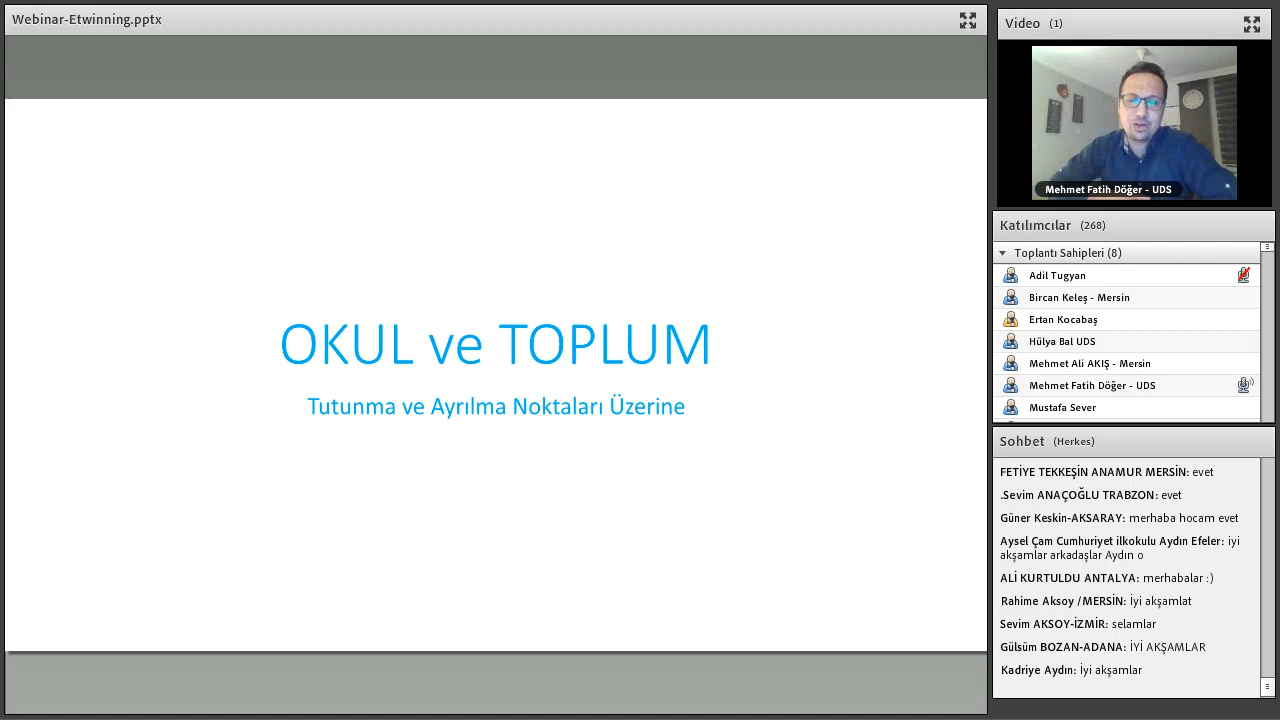 Webinar-Etwinning.pptx
OKUL ve TOPLUM
Tutunma ve Ayrılma Noktaları Üzerine
Video (1)
Mehmet Fatih Döğer - UDS
Katılımcılar (268)
Toplantı Sahipleri (8)
Adil Tugyan
Bircan Keleş - Mersin
Ertan Kocabaş
Hülya Bal UDS
Mehmet Ali AKIŞ - Mersin
Mehmet Fatih Döğer - UDS
Mustafa Sever
Sohbet (Herkes)
FETİYE TEKKEŞİN ANAMUR MERSİN: evet
.Sevim ANAÇOĞLU TRABZON: evet
Güner Keskin-AKSARAY: merhaba hocam evet
Aysel Çam Cumhuriyet ilkokulu Aydın Efeler: iyi
akşamlar arkadaşlar Aydın o
ALİ KURTULDU ANTALYA: merhabalar :)
Rahime Aksoy /MERSİN: İyi akşamlat
Sevim AKSOY-İZMİR: selamlar
Gülsüm BOZAN-ADANA: İYİ AKŞAMLAR
Kadriye Aydın: İyi akşamlar